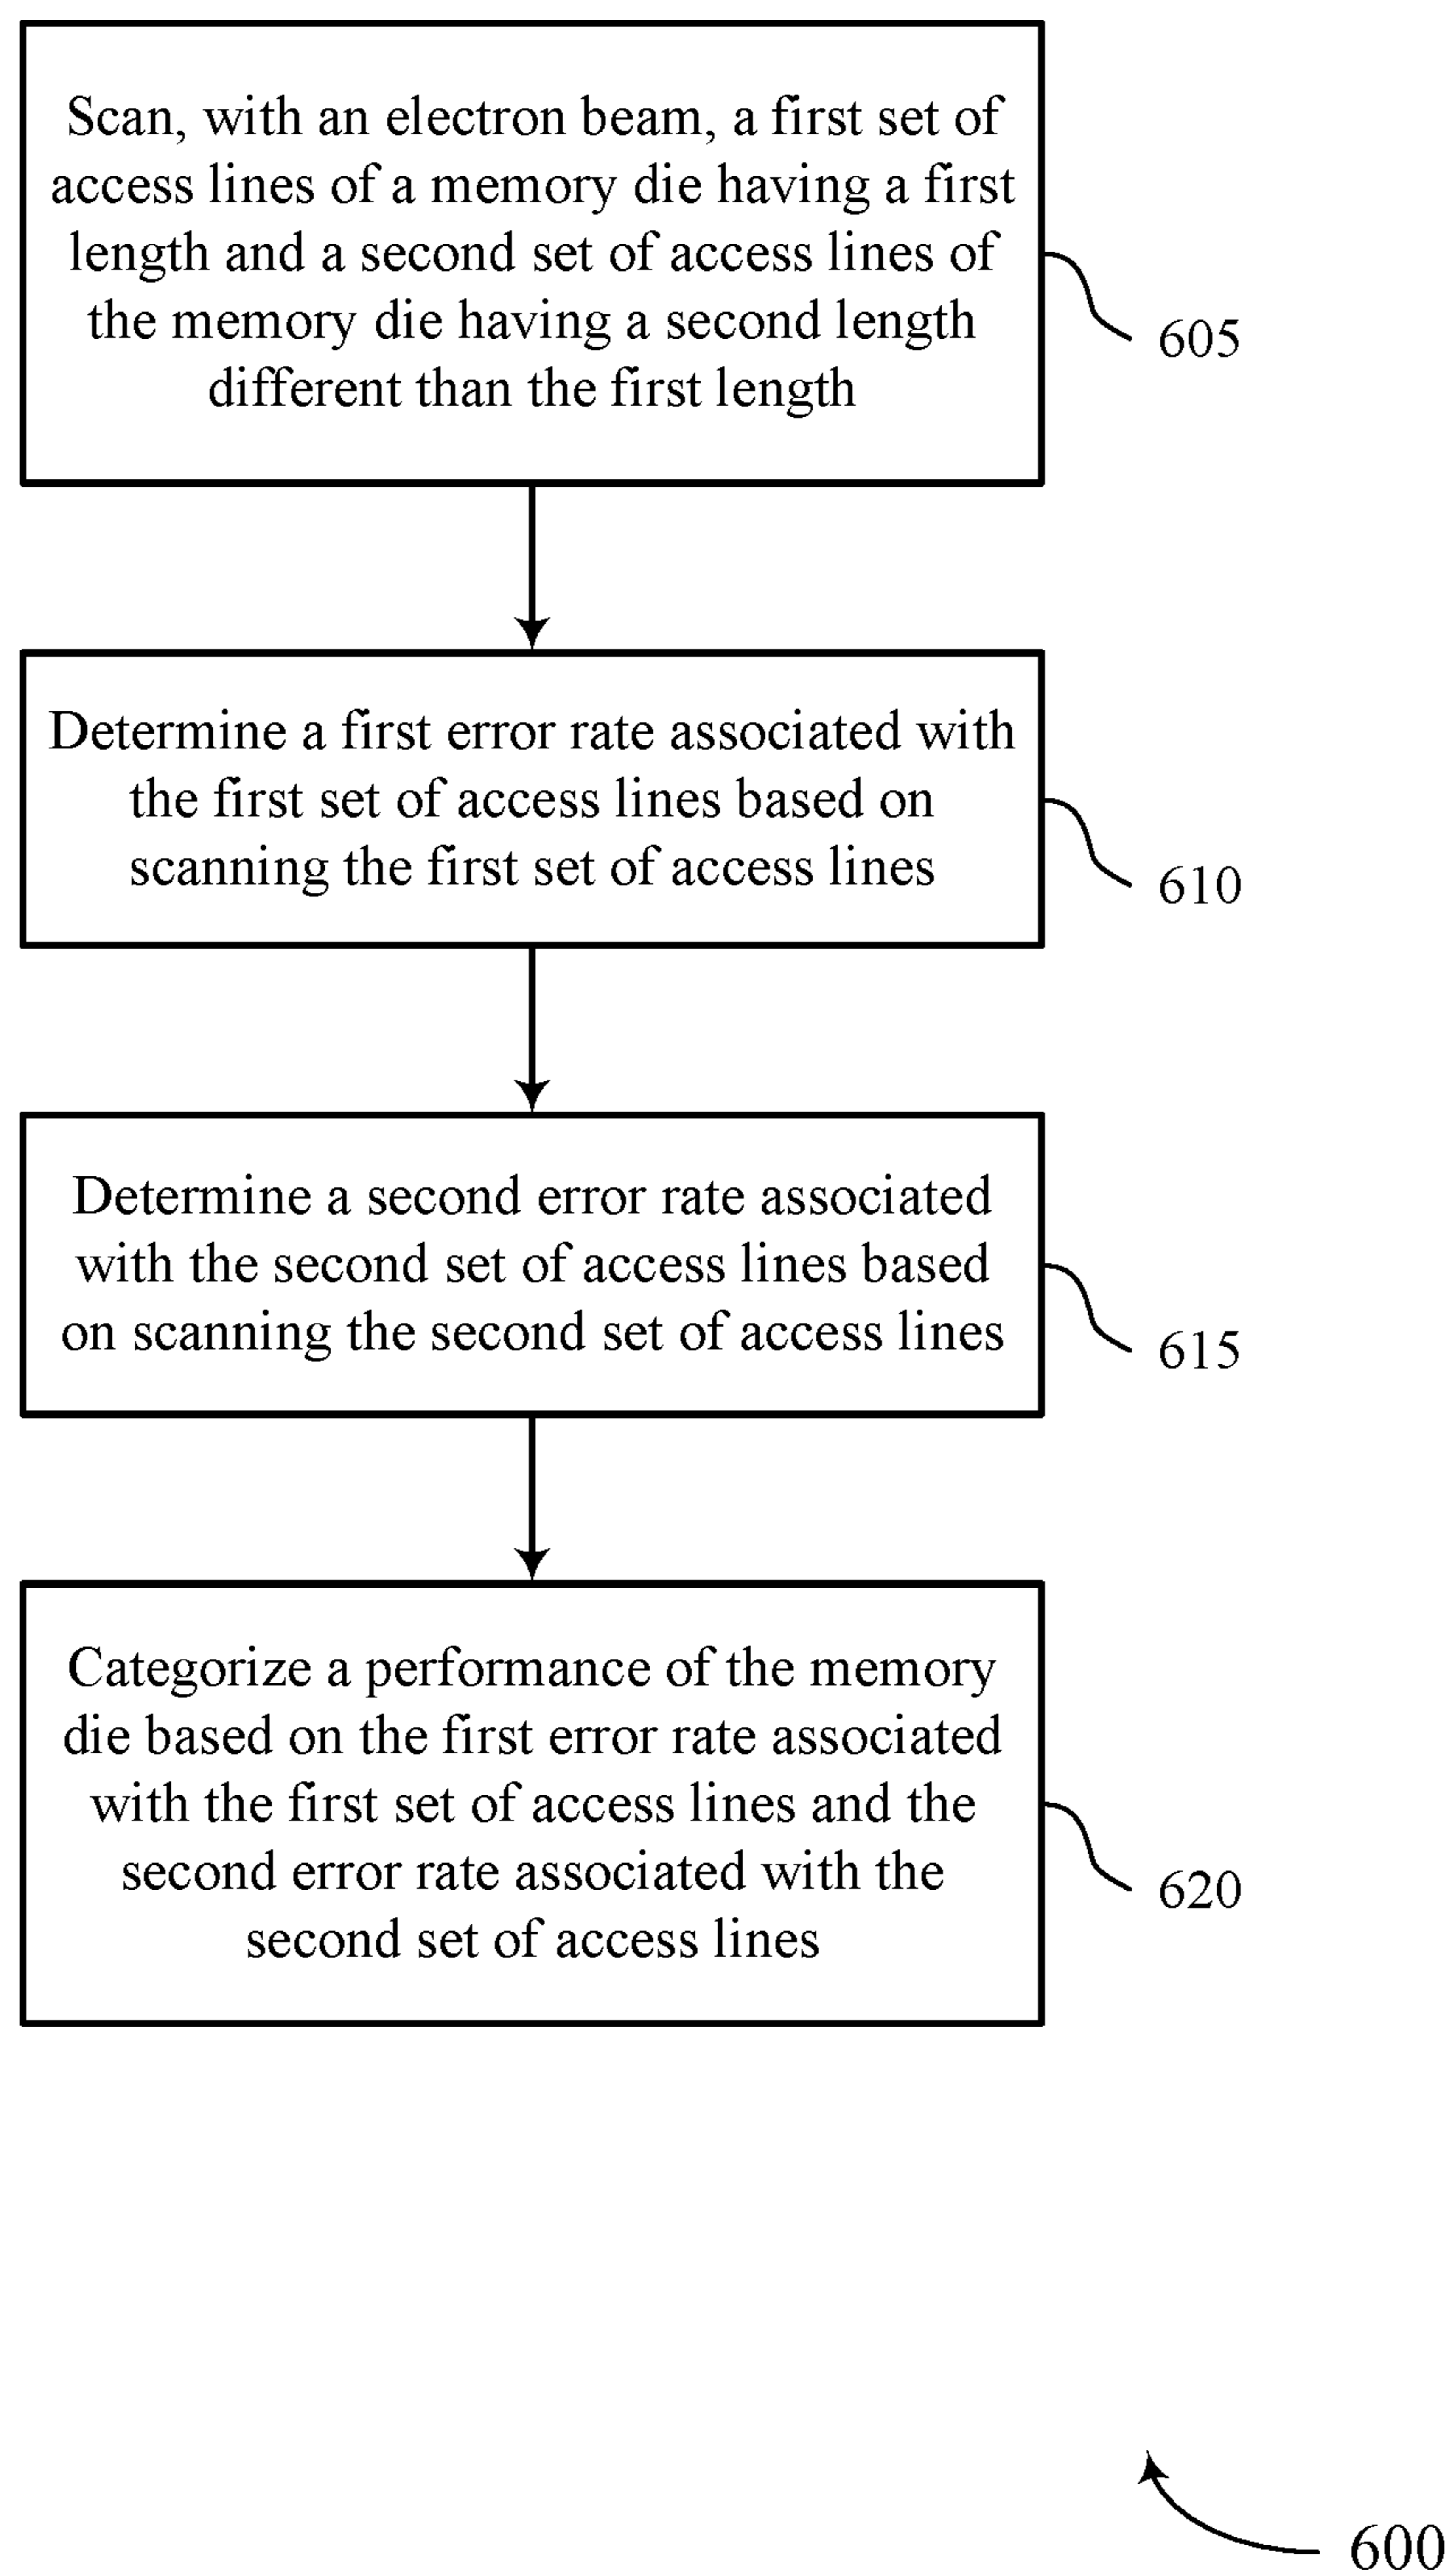 Scan, with an electron beam, a first set of
access lines of a memory die having a first
length and a second set of access lines of
the memory die having a second length
different than the first length
605
Determine a first error rate associated with
the first set of access lines based on
scanning the first set of access lines
610
Determine a second error rate associated
with the second set of access lines based
on scanning the second set of access lines
615
Categorize a performance of the memory
die based on the first error rate associated
with the first set of access lines and the
second error rate associated with the
second set of access lines
620
600